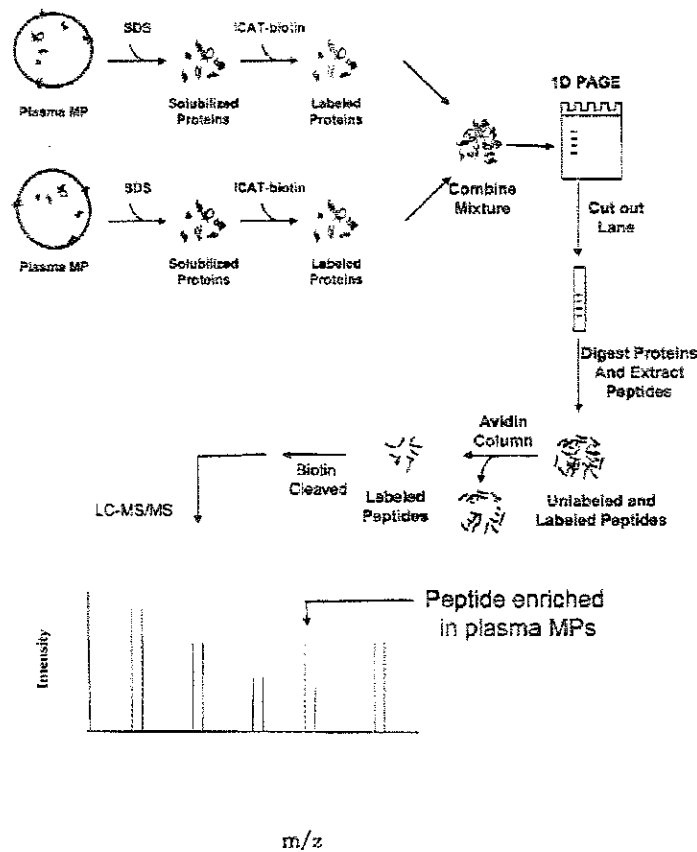 SDS
ICAT-biotin
Plasma MP
Solubilized
Proteins
Labeled
Proteins
1D PAGE
SDS
ICAT-biotin
Combine
Mixture
Plasma MP
Solubilized
Proteins
Labeled
Proteins
Cut out
Lane
Digest Proteins
And Extract
Peptides
Avidin
Column
Biotin
Cleaved
Labeled
Peptides
Unlabeled and
Labeled Peptides
LC-MS/MS
Peptide enriched
in plasma MPs
Intensity
m/z